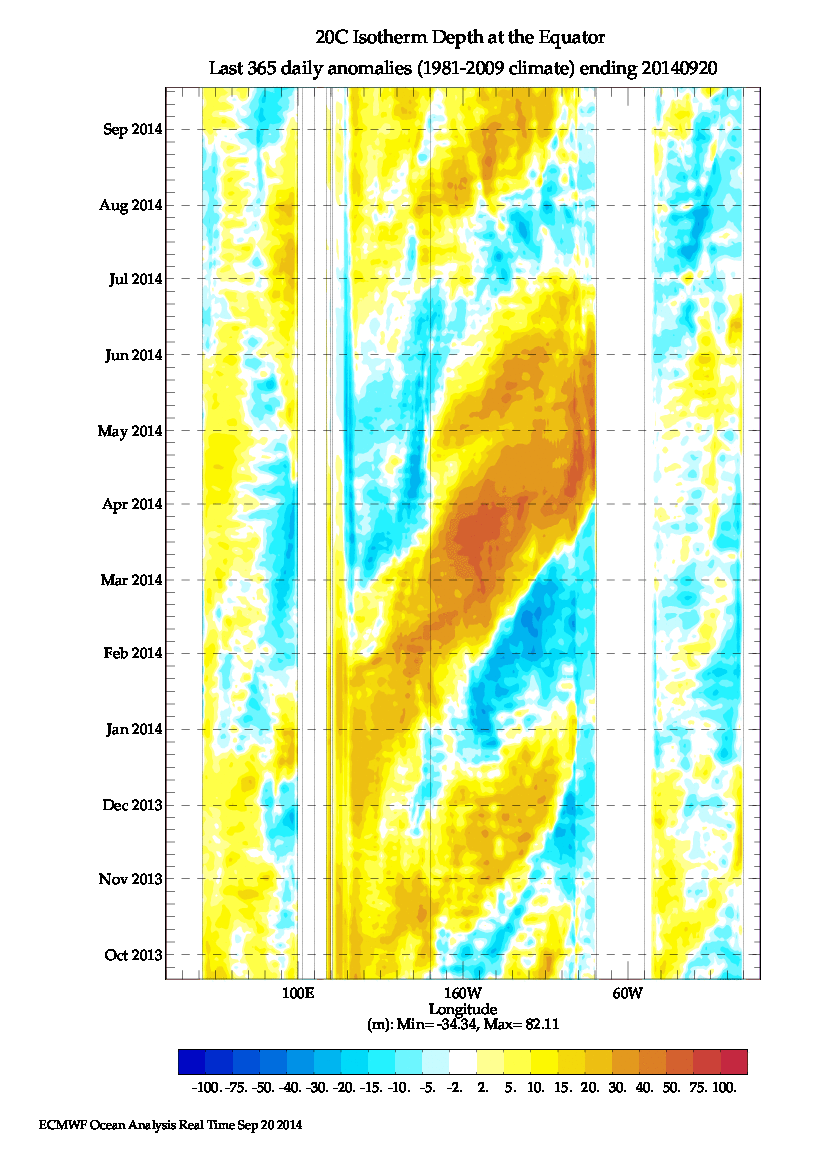 20C Isotherm Depth at the Equator
Last 365 daily anomalies (1981-2009 climate) ending 20140920
Sep 2014
Aug 2014
Jul 2014
Jun 2014
May 2014
Apr 2014
Mar 2014
Feb 2014
Jan 2014
Dec 2013
Nov 2013
Oct 2013
100E 160W 60W
Longitude
(m): Min= -34.34, Max= 82.11
-100. -75. -50. -40. -30. -20. -15. -10. -5. -2. 2. 5. 10. 15. 20. 30. 40. 50. 75. 100.
ECMWF Ocean Analysis Real Time Sep 20 2014